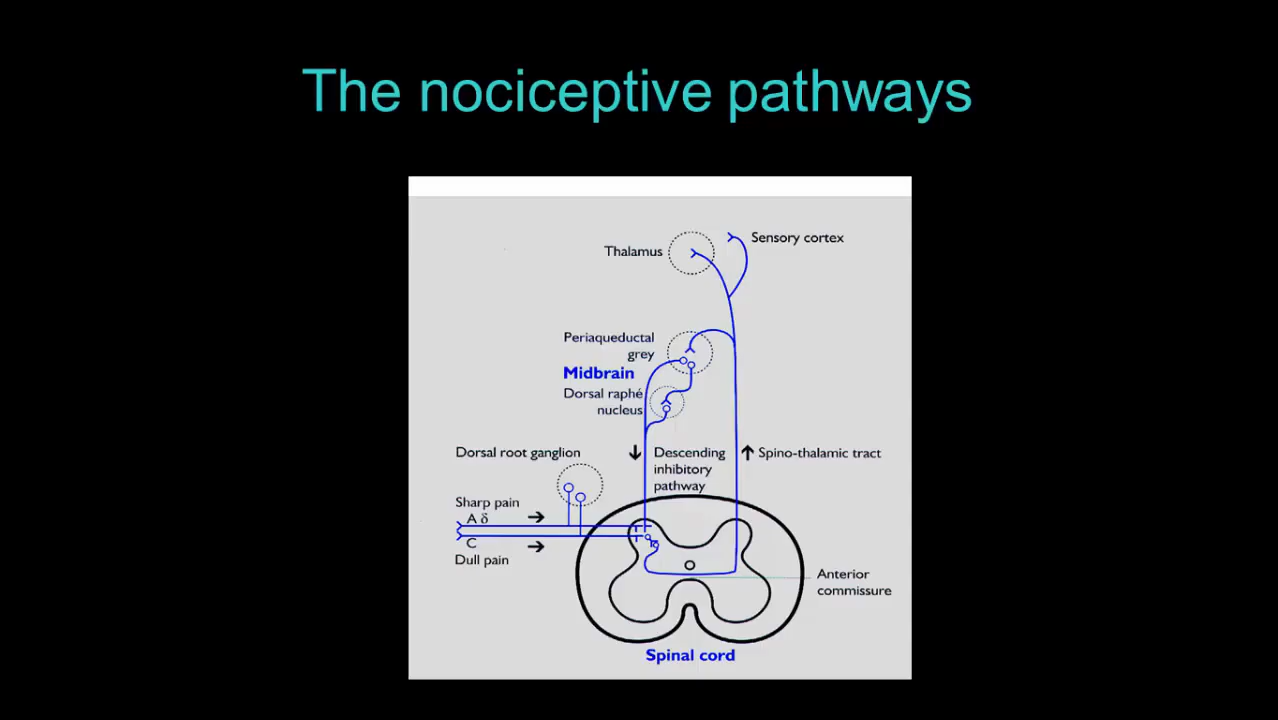 The nociceptive pathways
Thalamus
Sensory cortex
Periaqueductal
grey
Midbrain
Dorsal raphé
nucleus
Dorsal root ganglion
Descending
inhibitory
pathway
Spino-thalamic tract
Sharp pain
A δ
C
Dull pain
Anterior
commissure
Spinal cord